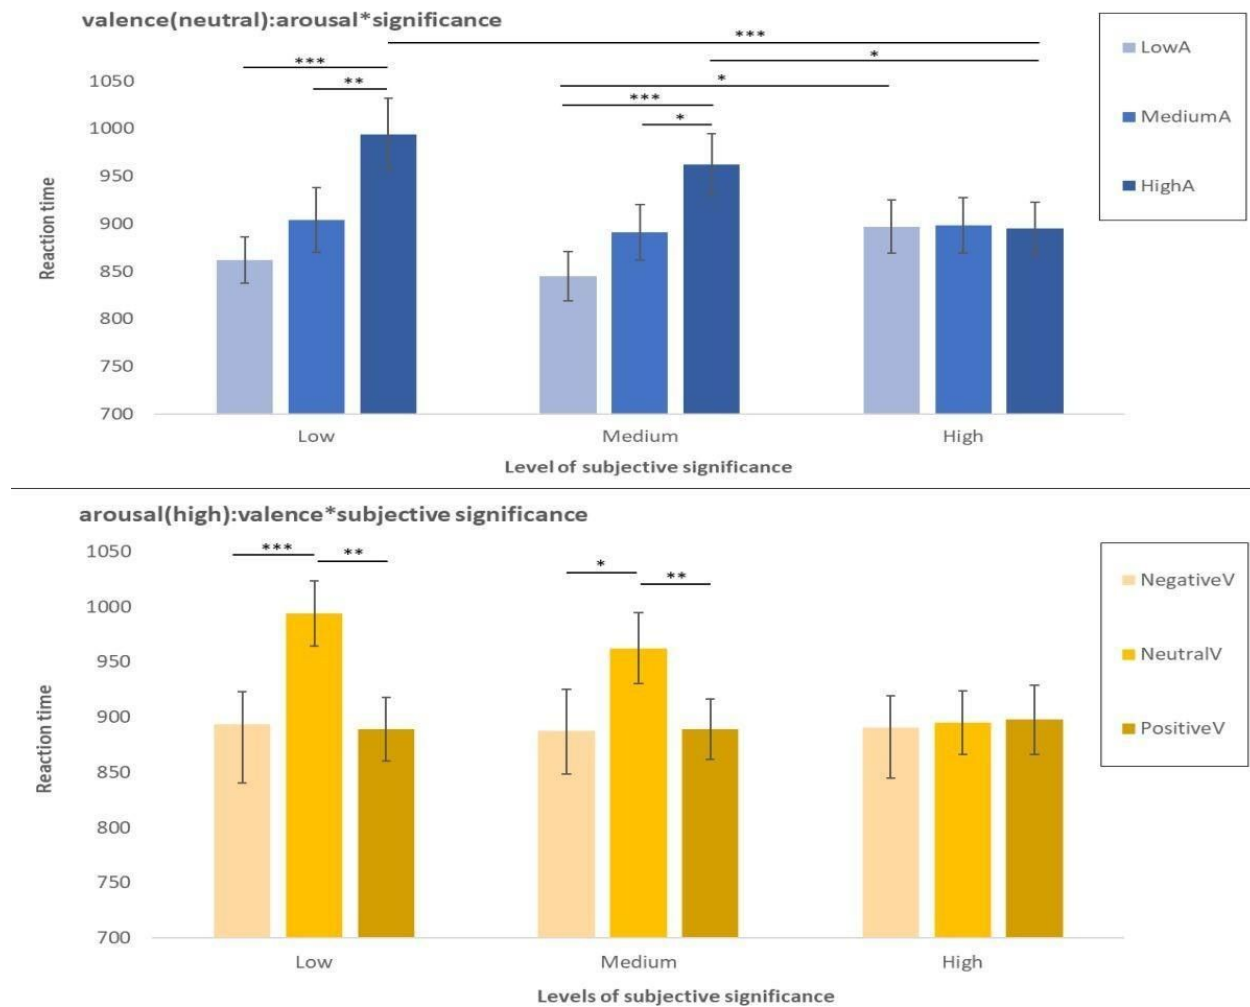 valence(neutral):arousal*significance
***
***
*
**
*
***
*
1050
1000
950
900
850
800
750
700
Reaction time
Low
Medium
High
Level of subjective significance
LowA
MediumA
HighA
arousal(high):valence*subjective significance
***
**
*
**
1050
1000
950
900
850
800
750
700
Reaction time
Low
Medium
High
Levels of subjective significance
NegativeV
NeutralV
PositiveV